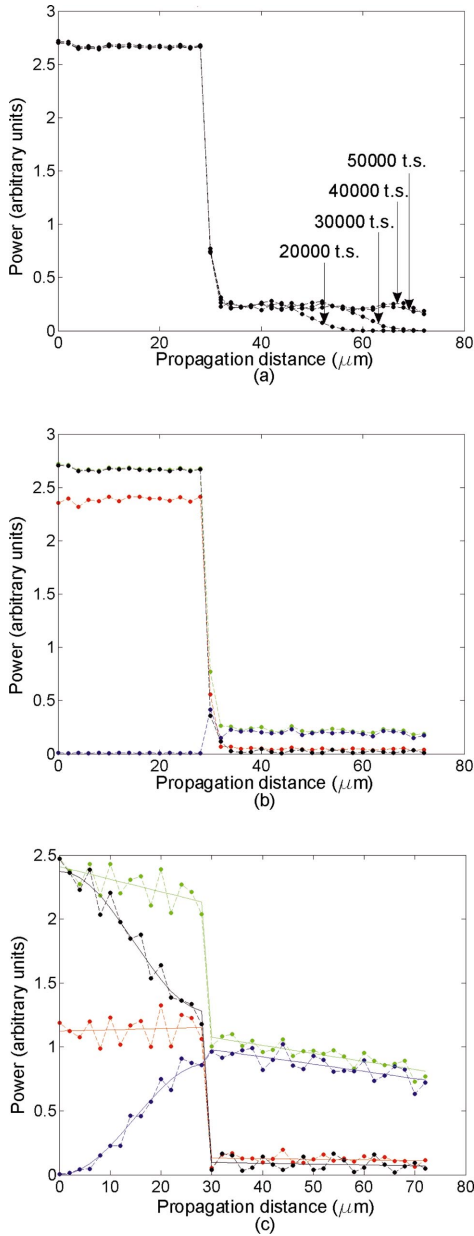 3
2.5
2
1.5
1
0.5
0
Power (arbitrary units)
50000 t.s.
40000 t.s.
30000 t.s.
20000 t.s.
0 20 40 60 80
Propagation distance (μm)
(a)
3
2.5
2
1.5
1
0.5
0
Power (arbitrary units)
0 20 40 60 80
Propagation distance (μm)
(b)
2.5
2
1.5
1
0.5
0
Power (arbitrary units)
0 10 20 30 40 50 60 70 80
Propagation distance (μm)
(c)